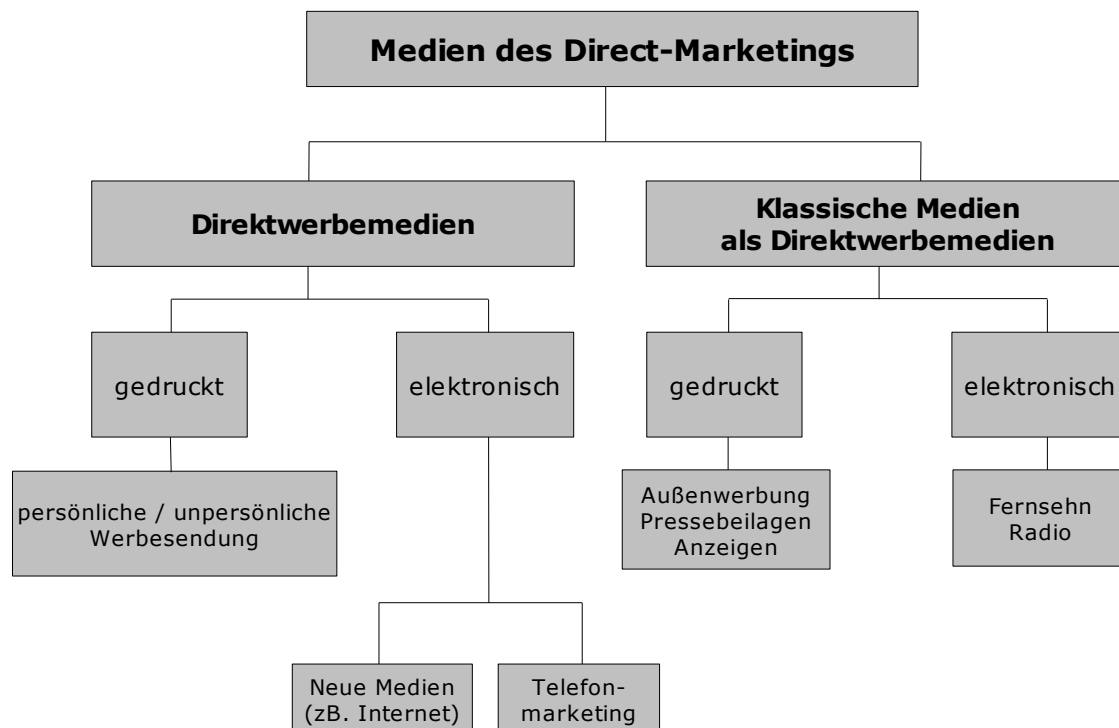 Medien des Direct-Marketings
Direktwerbemedien
Klassische Medien
als Direktwerbemedien
gedruckt
elektronisch
gedruckt
elektronisch
persönliche / unpersönliche
Werbesendung
Außenwerbung
Pressebeilagen
Anzeigen
Fernsehn
Radio
Neue Medien
(zB. Internet)
Telefon-
marketing